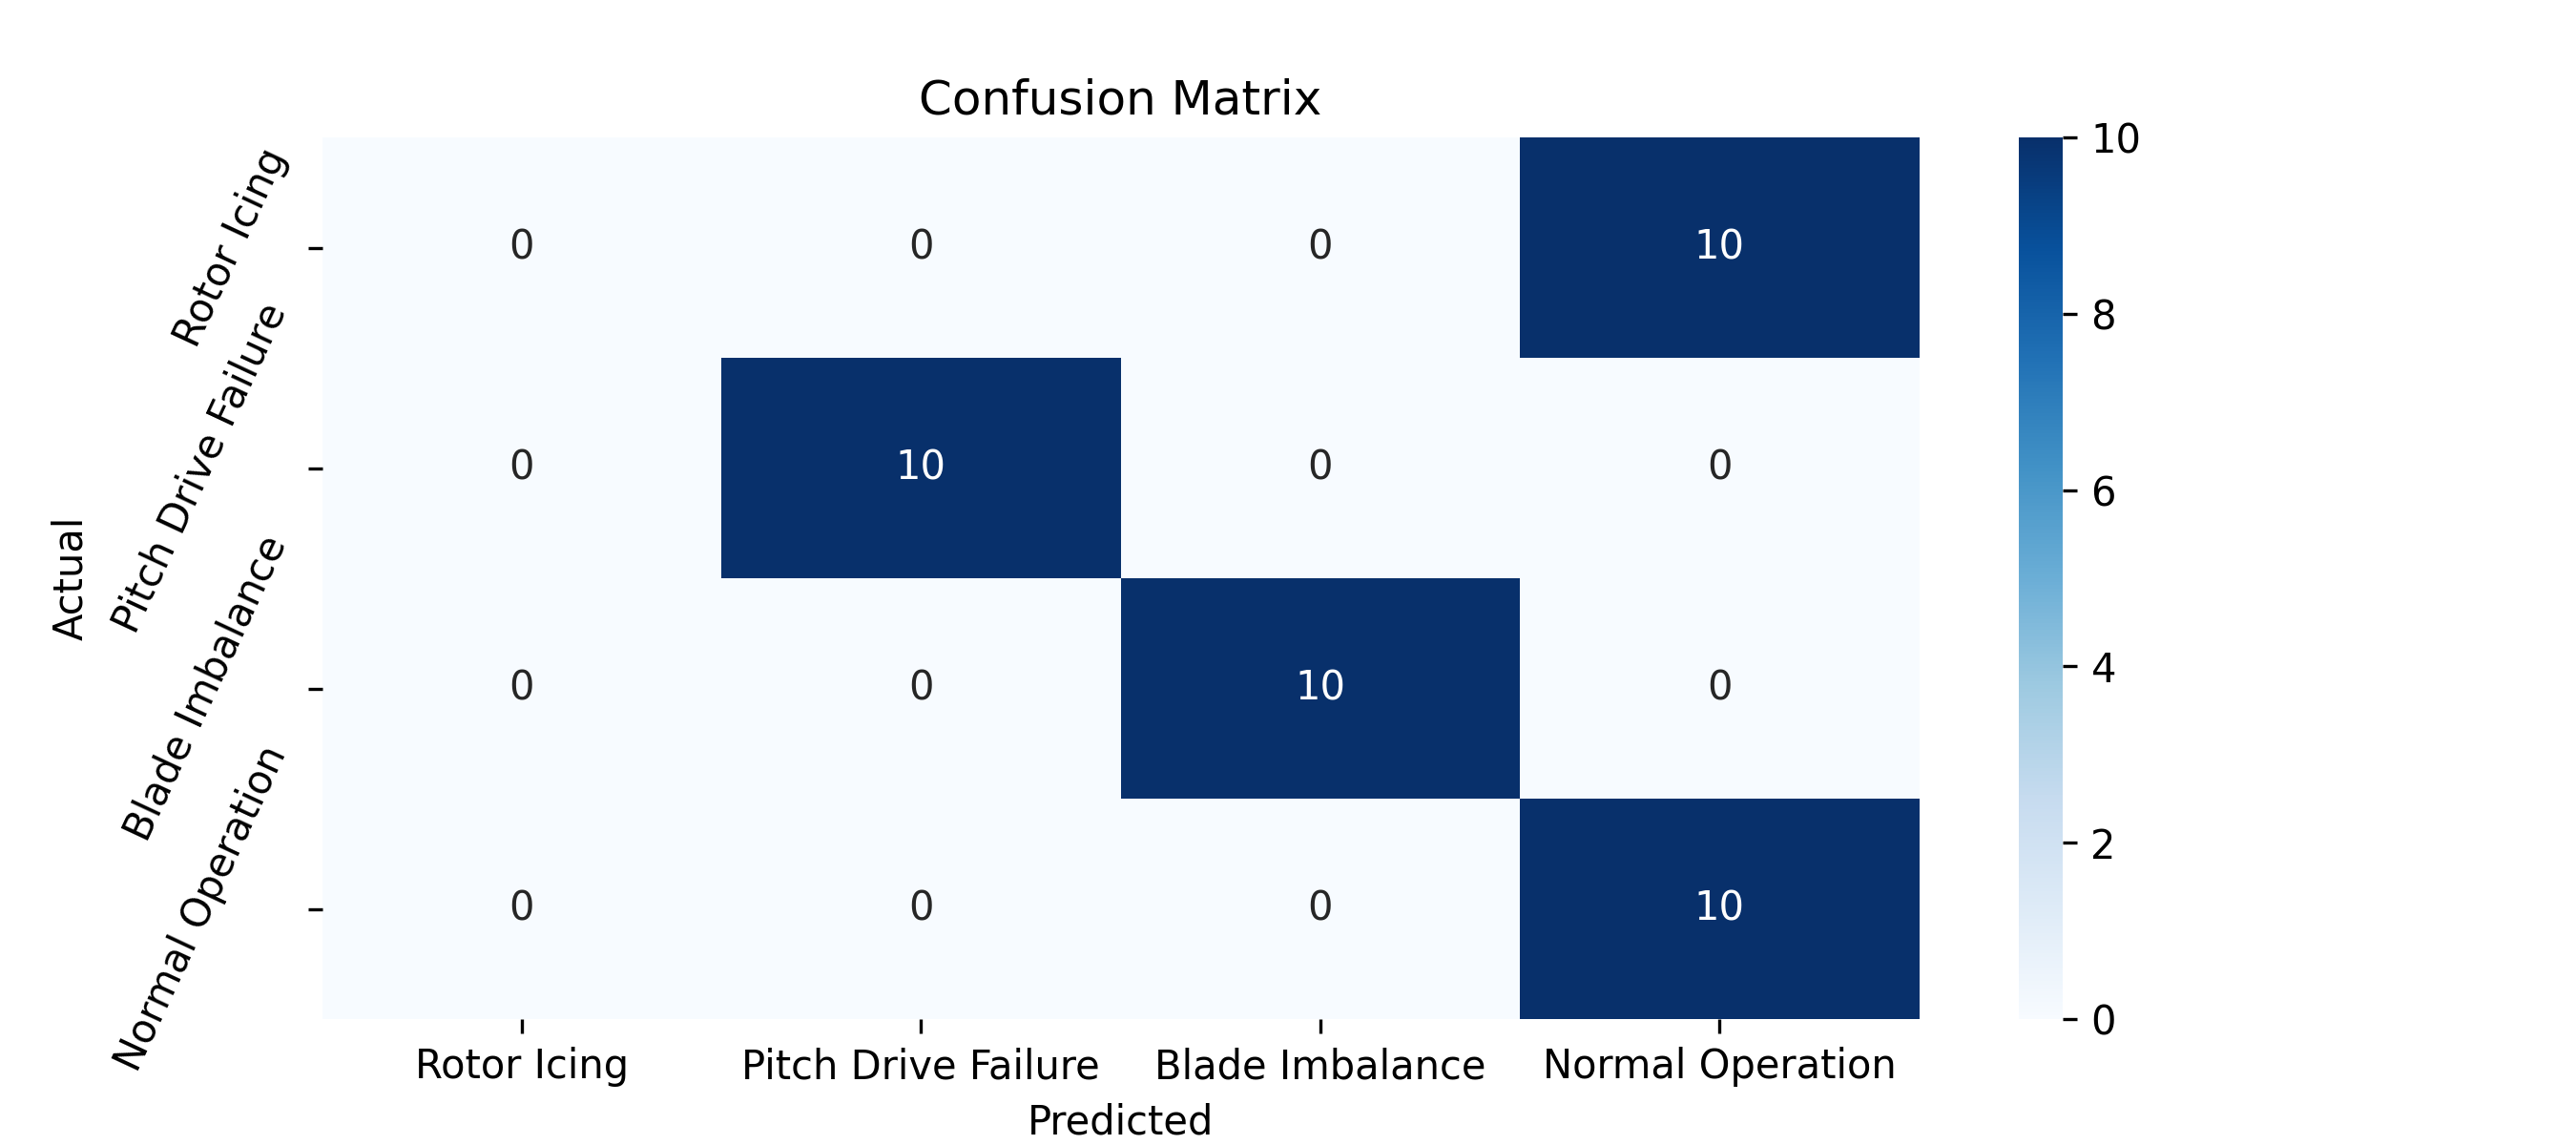 Confusion Matrix
Actual
Rotor Icing 0 0 0 10
Pitch Drive Failure 0 10 0 0
Blade Imbalance 0 0 10 0
Normal Operation 0 0 0 10
Rotor Icing Pitch Drive Failure Blade Imbalance Normal Operation
Predicted
10
8
6
4
2
0